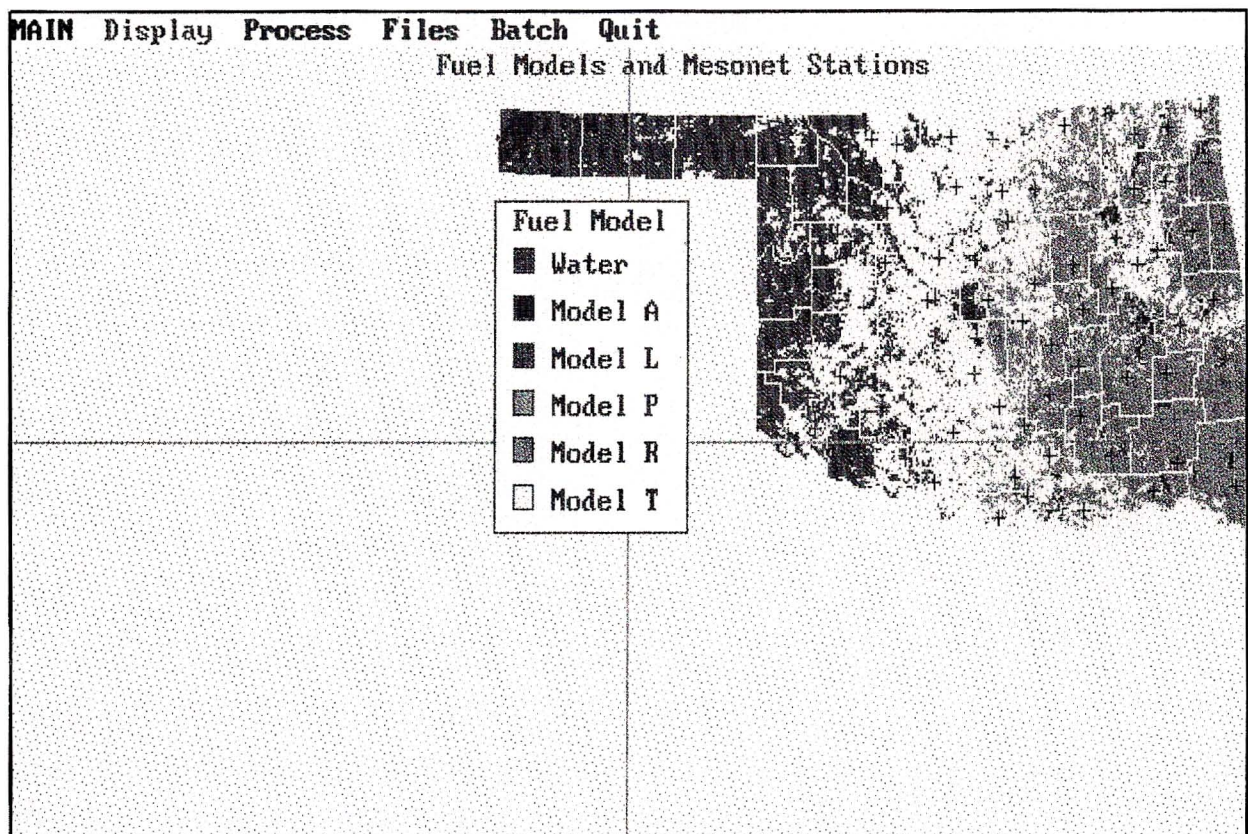 MAIN Display Process Files Batch Quit
Fuel Models and Mesonet Stations
Fuel Model
Water
Model A
Model L
Model P
Model R
Model T